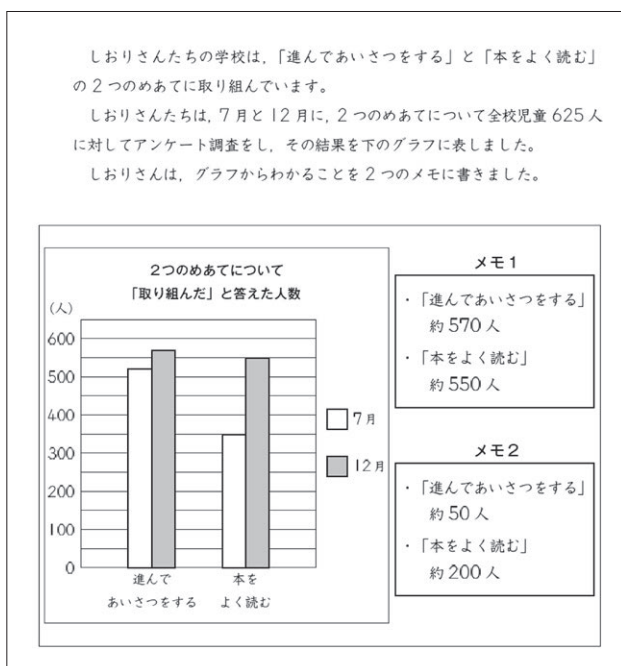 しおりさんたちの学校は,「進んであいさつをする」と「本をよく読む」
の2つのめあてに取り組んでいます。
しおりさんたちは,7月と12月に,2つのめあてについて全校児童625人
に対してアンケート調査をし,その結果を下のグラフに表しました。
しおりさんは,グラフからわかることを2つのメモに書きました。
2つのめあてについて
「取り組んだ」と答えた人数
(人)
600
500
400
300
200
100
0
進んで
あいさつをする
本を
よく読む
7月
12月
メモ1
・「進んであいさつをする」
約570人
・「本をよく読む」
約550人
メモ2
・「進んであいさつをする」
約50人
・「本をよく読む」
約200人